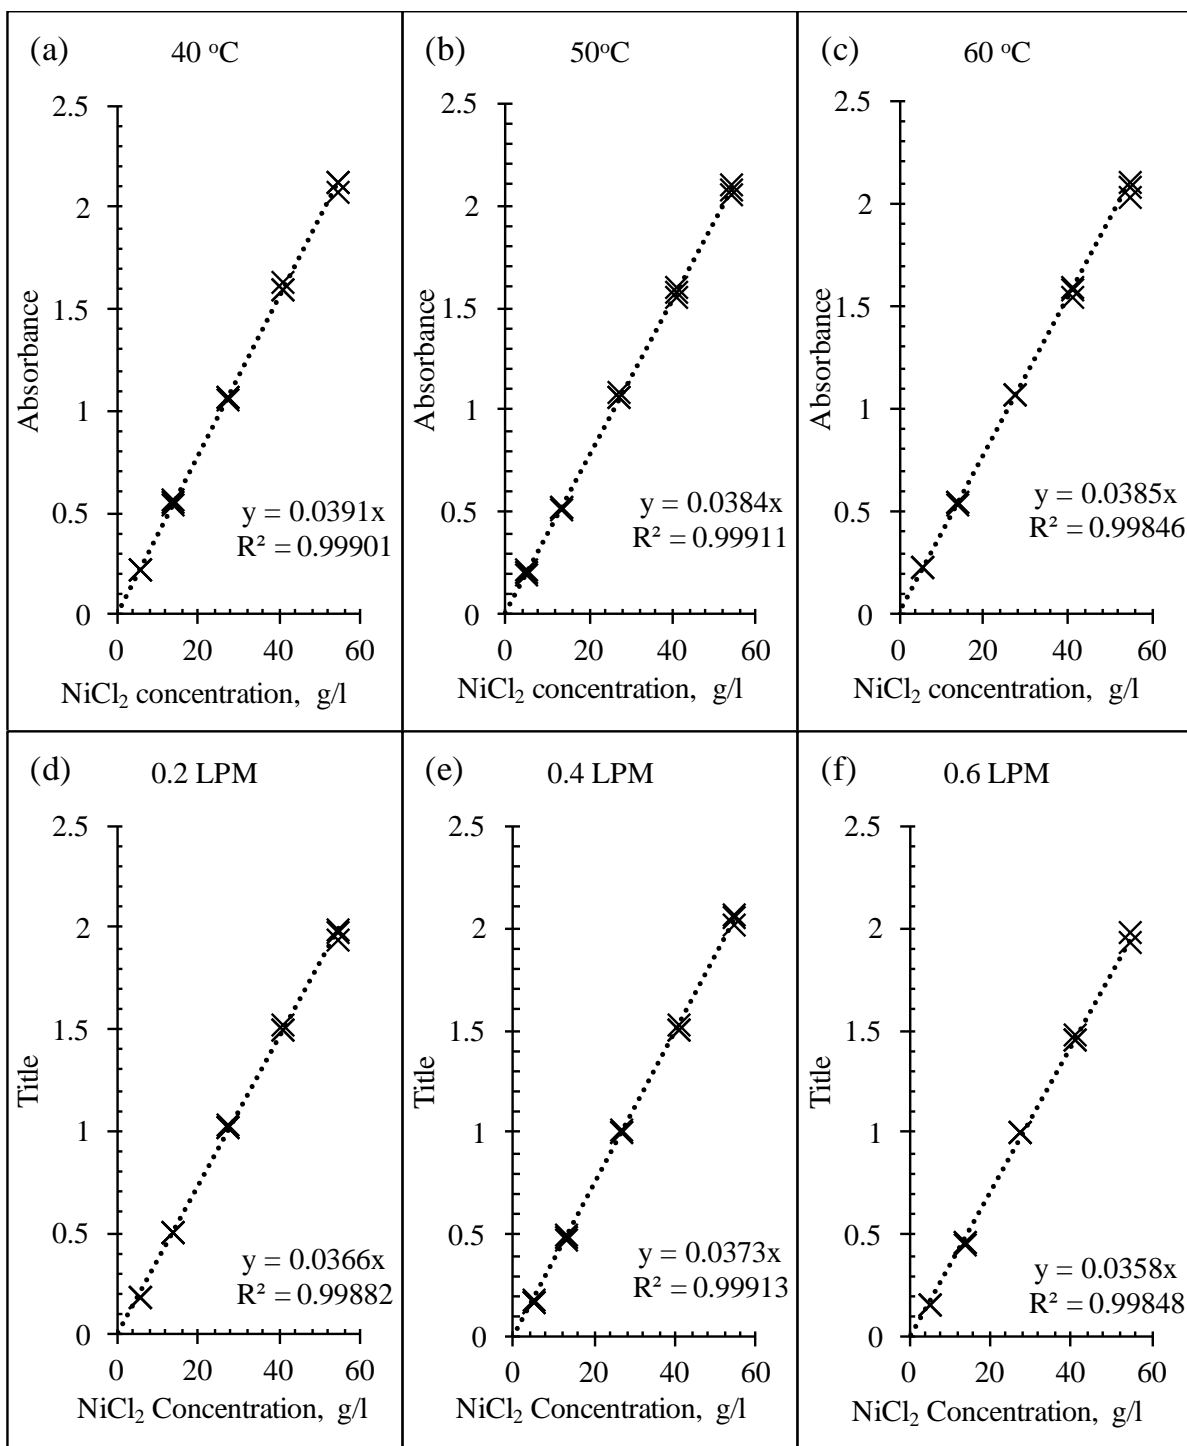 (a) 40 °C
2.5
2
1.5
1
0.5
0
Absorbance
y = 0.0391x
R² = 0.99901
0 20 40 60
NiCl₂ concentration, g/l
(b) 50°C
2.5
2
1.5
1
0.5
0
Absorbance
y = 0.0384x
R² = 0.99911
0 20 40 60
NiCl₂ concentration, g/l
(c) 60 °C
2.5
2
1.5
1
0.5
0
Absorbance
y = 0.0385x
R² = 0.99846
0 20 40 60
NiCl₂ concentration, g/l
(d) 0.2 LPM
2.5
2
1.5
1
0.5
0
Title
y = 0.0366x
R² = 0.99882
0 20 40 60
NiCl₂ Concentration, g/l
(e) 0.4 LPM
2.5
2
1.5
1
0.5
0
Title
y = 0.0373x
R² = 0.99913
0 20 40 60
NiCl₂ Concentration, g/l
(f) 0.6 LPM
2.5
2
1.5
1
0.5
0
Title
y = 0.0358x
R² = 0.99848
0 20 40 60
NiCl₂ Concentration, g/l